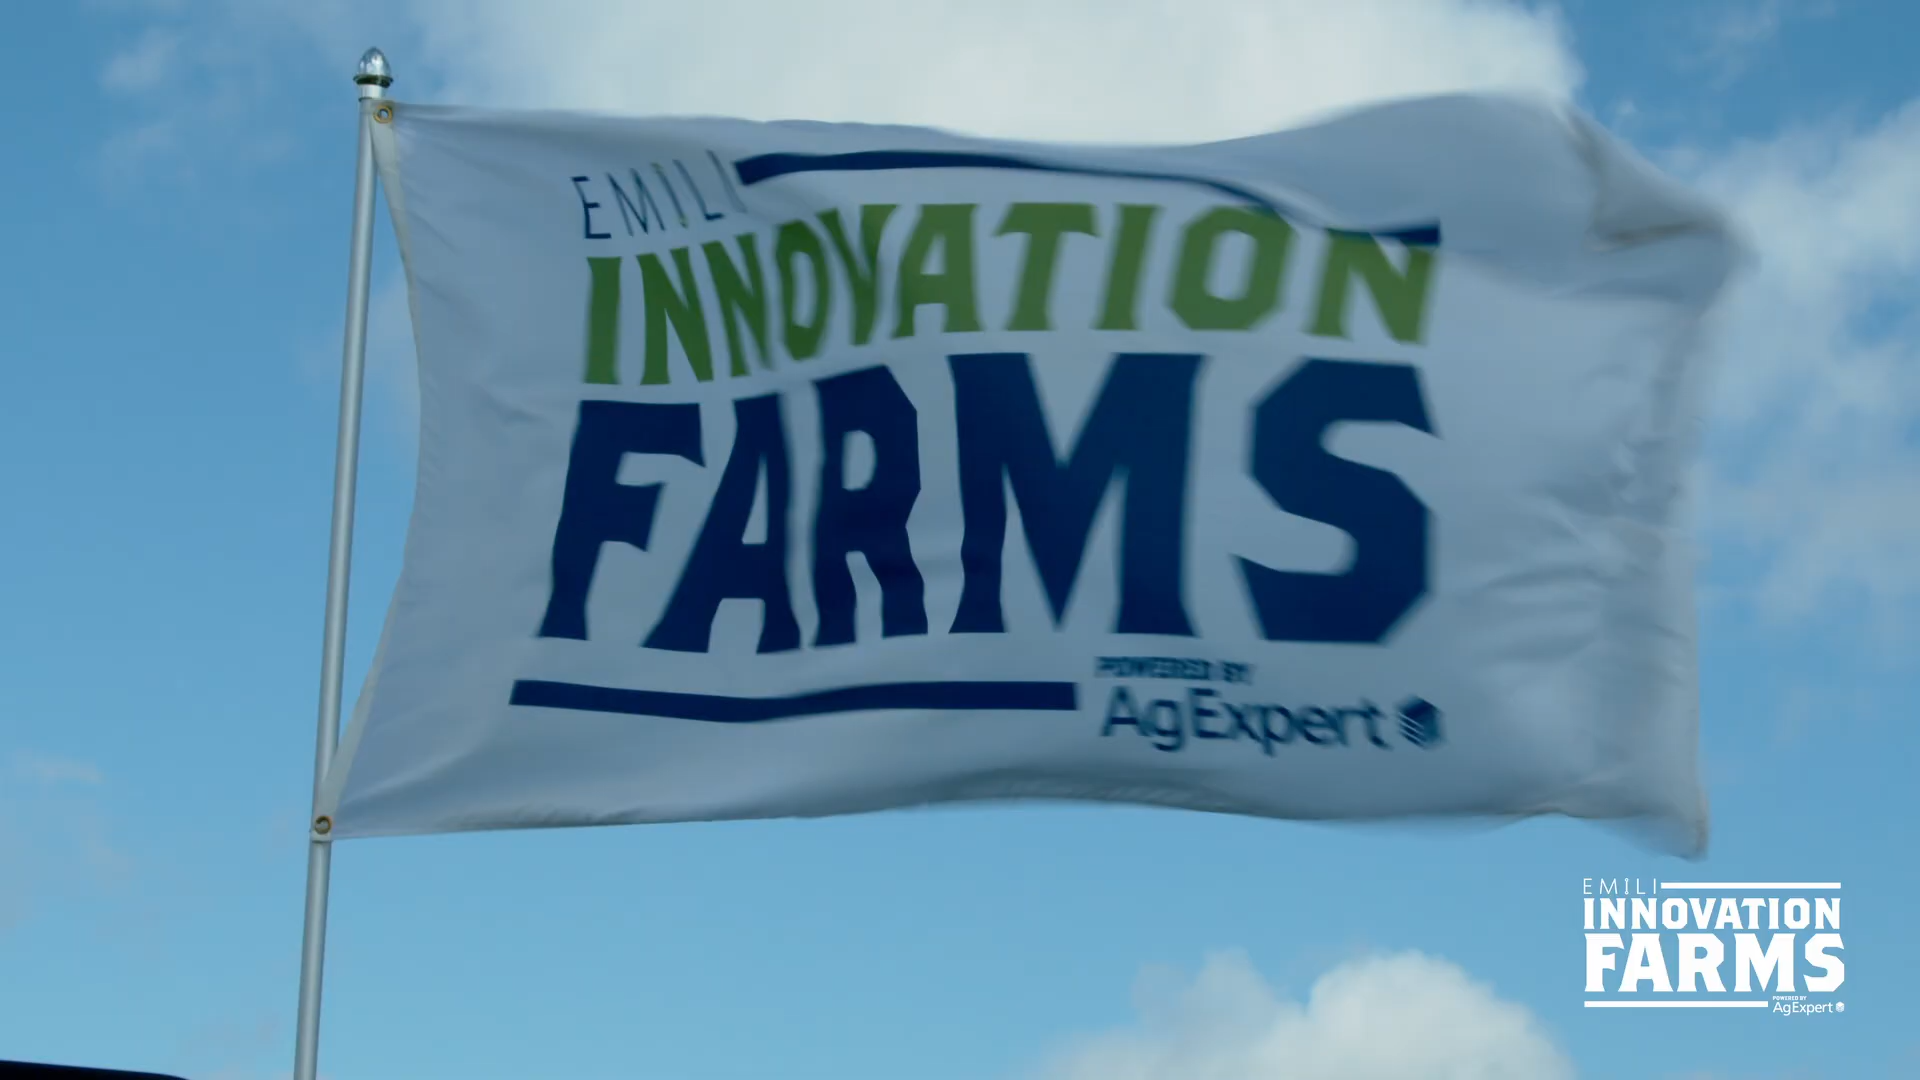 EMILI
INNOVATION
FARMS
POWERED BY
AgExpert
EMILI
INNOVATION
FARMS
POWERED BY
AgExpert